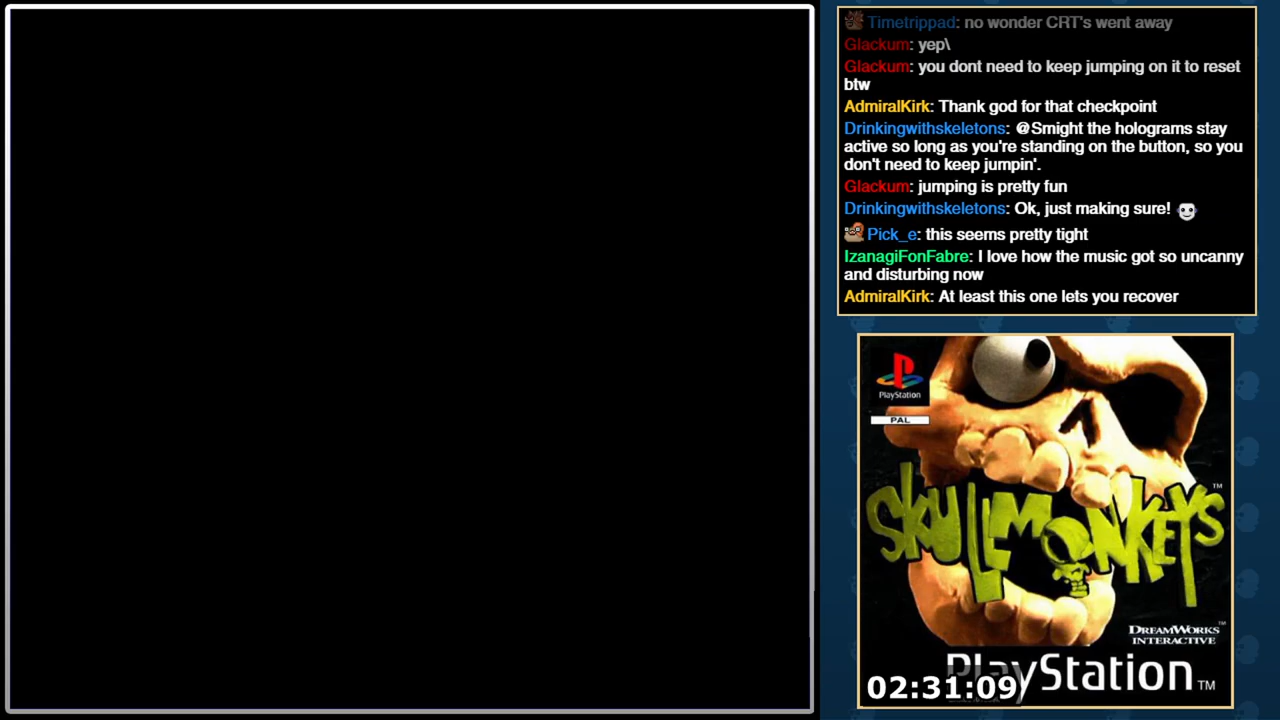 Timetrippad: no wonder CRT's went away
Glackum: yep\
Glackum: you dont need to keep jumping on it to reset
btw
AdmiralKirk: Thank god for that checkpoint
Drinkingwithskeletons: @Smight the holograms stay
active so long as you're standing on the button, so you
don't need to keep jumpin'.
Glackum: jumping is pretty fun
Drinkingwithskeletons: Ok, just making sure!
Pick_e: this seems pretty tight
IzanagiFonFabre: I love how the music got so uncanny
and disturbing now
AdmiralKirk: At least this one lets you recover
PlayStation
PAL
SKULLMONKEYS™
DREAMWORKS™
INTERACTIVE
PlayStation™
02:31:09